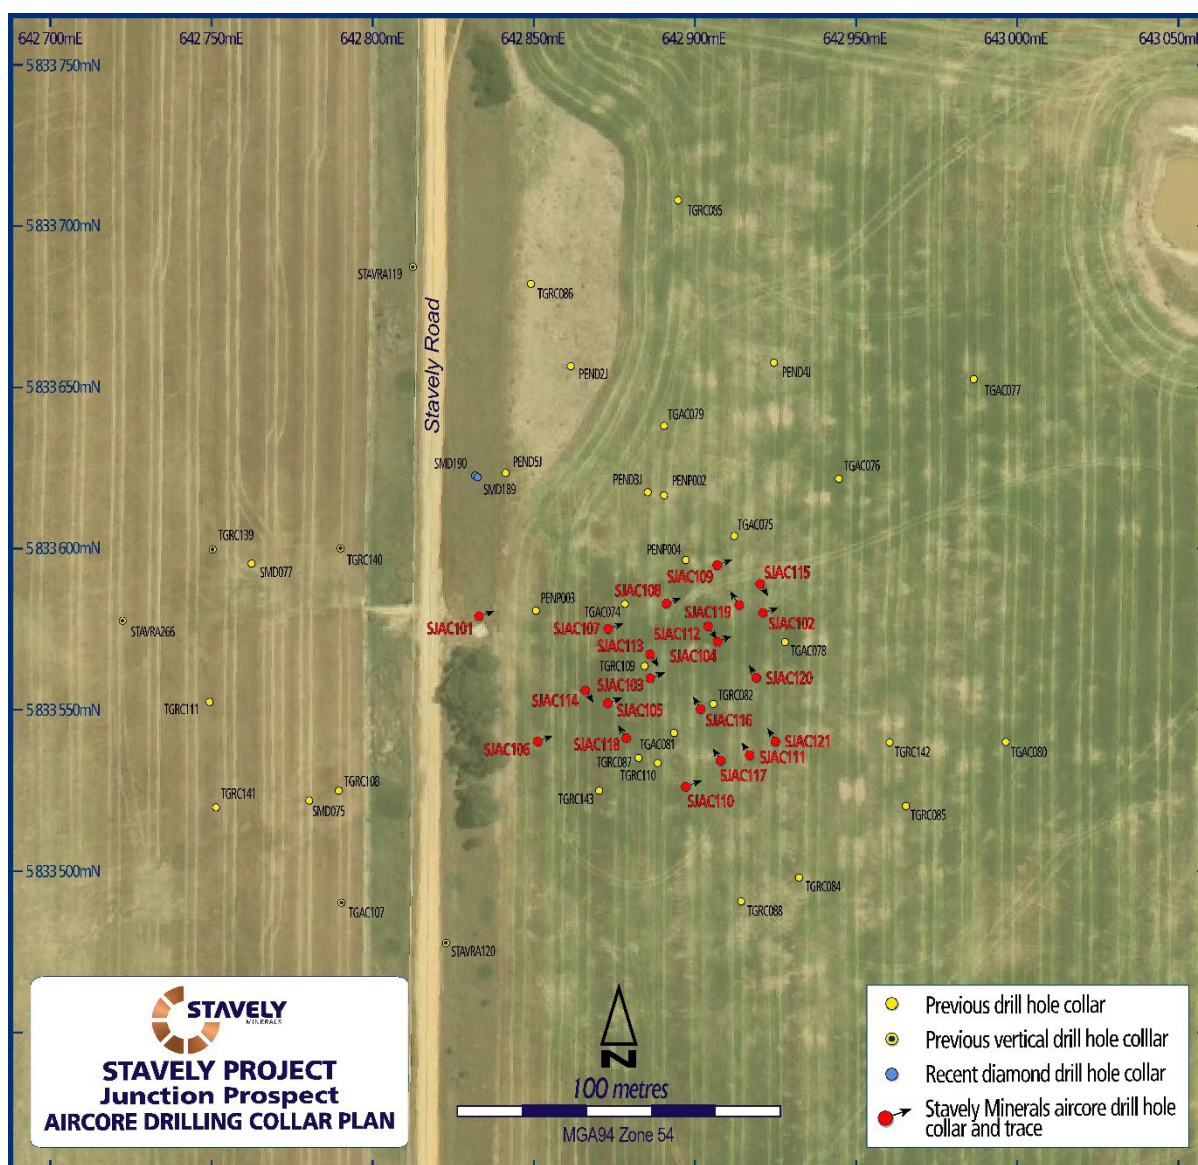 642 700mE
642 750mE
642 800mE
642 850mE
642 900mE
642 950mE
643 000mE
643 050mE
5 833 750mN
5 833 700mN
5 833 650mN
5 833 600mN
5 833 550mN
5 833 500mN
Stavely Road
TGRC085
STAVRA119
TGRC086
PEND2J
PEND4J
TGAC077
TGAC079
SMD190
PEND5J
SMD189
PEND3J
PENP002
TGAC076
TGAC075
TGRC139
TGRC140
SMD077
PENP004
SJAC109
SJAC115
SJAC108
PENP003
TGAC074
SJAC119
SJAC102
STAVRA266
SJAC101
SJAC107
SJAC112
SJAC113
SJAC104
TGAC078
TGRC109
SJAC103
SJAC120
SJAC114
SJAC105
TGRC082
TGRC111
SJAC116
SJAC106
SJAC118
TGAC081
SJAC121
TGRC142
TGAC080
TGRC087
TGRC110
SJAC117
SJAC111
TGRC108
TGRC141
SMD075
TGRC143
SJAC110
TGRC085
TGRC084
TGRC088
TGAC107
STAVRA120
STAVELY
MINERALS
STAVELY PROJECT
Junction Prospect
AIRCORE DRILLING COLLAR PLAN
N
100 metres
MGA94 Zone 54
Previous drill hole collar
Previous vertical drill hole colllar
Recent diamond drill hole collar
Stavely Minerals aircore drill hole
collar and trace